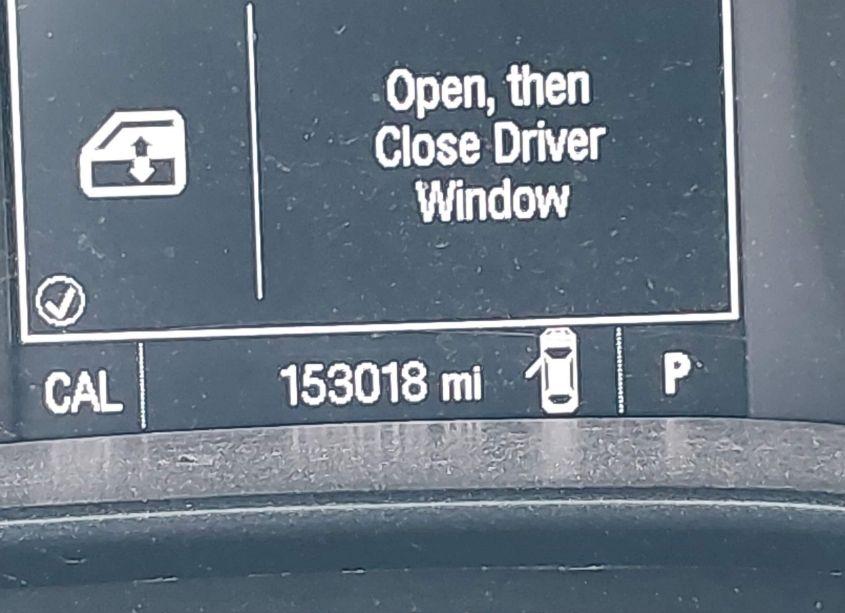 Open, then
Close Driver
Window
CAL
153018 mi
P